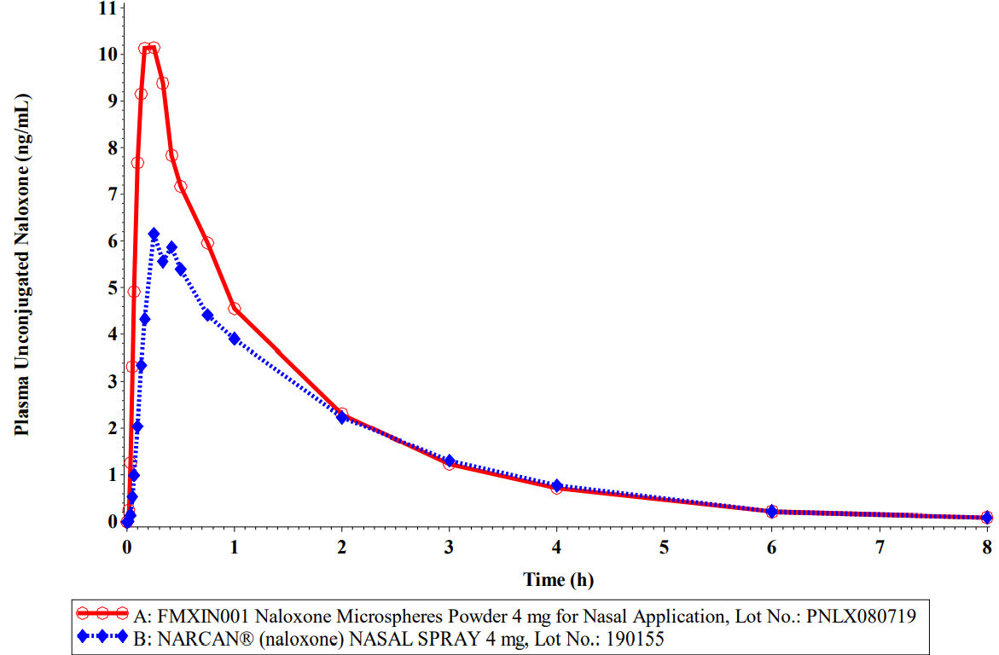 11
10
9
8
7
6
5
4
3
2
1
0
Plasma Unconjugated Naloxone (ng/mL)
0 1 2 3 4 5 6 7 8
Time (h)
A: FMXIN001 Naloxone Microspheres Powder 4 mg for Nasal Application, Lot No.: PNLX080719
B: NARCAN® (naloxone) NASAL SPRAY 4 mg, Lot No.: 190155